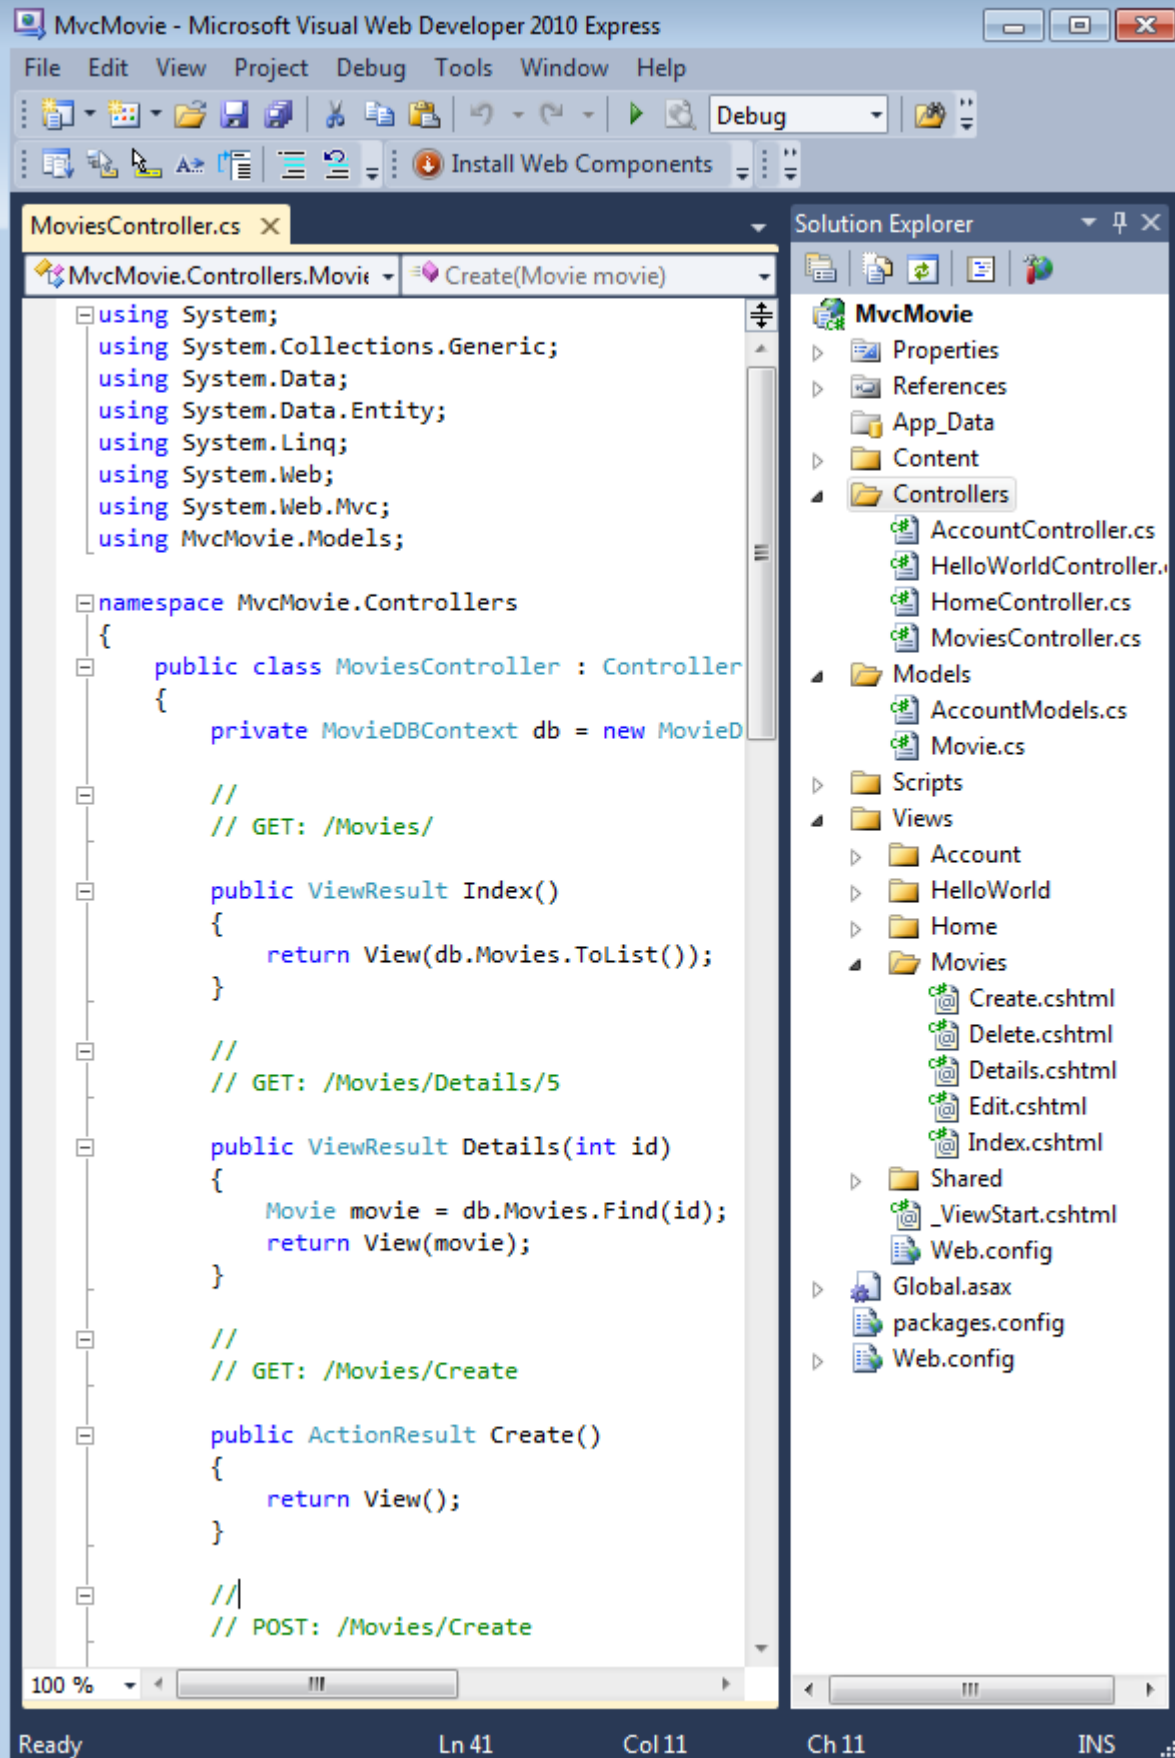 MvcMovie - Microsoft Visual Web Developer 2010 Express
File Edit View Project Debug Tools Window Help
Debug
Install Web Components
MoviesController.cs
MvcMovie.Controllers.Movie
Create(Movie movie)
using System;
using System.Collections.Generic;
using System.Data;
using System.Data.Entity;
using System.Linq;
using System.Web;
using System.Web.Mvc;
using MvcMovie.Models;
namespace MvcMovie.Controllers
{
public class MoviesController : Controller
{
private MovieDBContext db = new MovieD
//
// GET: /Movies/
public ViewResult Index()
{
return View(db.Movies.ToList());
}
//
// GET: /Movies/Details/5
public ViewResult Details(int id)
{
Movie movie = db.Movies.Find(id);
return View(movie);
}
//
// GET: /Movies/Create
public ActionResult Create()
{
return View();
}
//
// POST: /Movies/Create
100 %
Solution Explorer
MvcMovie
Properties
References
App_Data
Content
Controllers
AccountController.cs
HelloWorldController.
HomeController.cs
MoviesController.cs
Models
AccountModels.cs
Movie.cs
Scripts
Views
Account
HelloWorld
Home
Movies
Create.cshtml
Delete.cshtml
Details.cshtml
Edit.cshtml
Index.cshtml
Shared
_ViewStart.cshtml
Web.config
Global.asax
packages.config
Web.config
Ready Ln 41 Col 11 Ch 11 INS